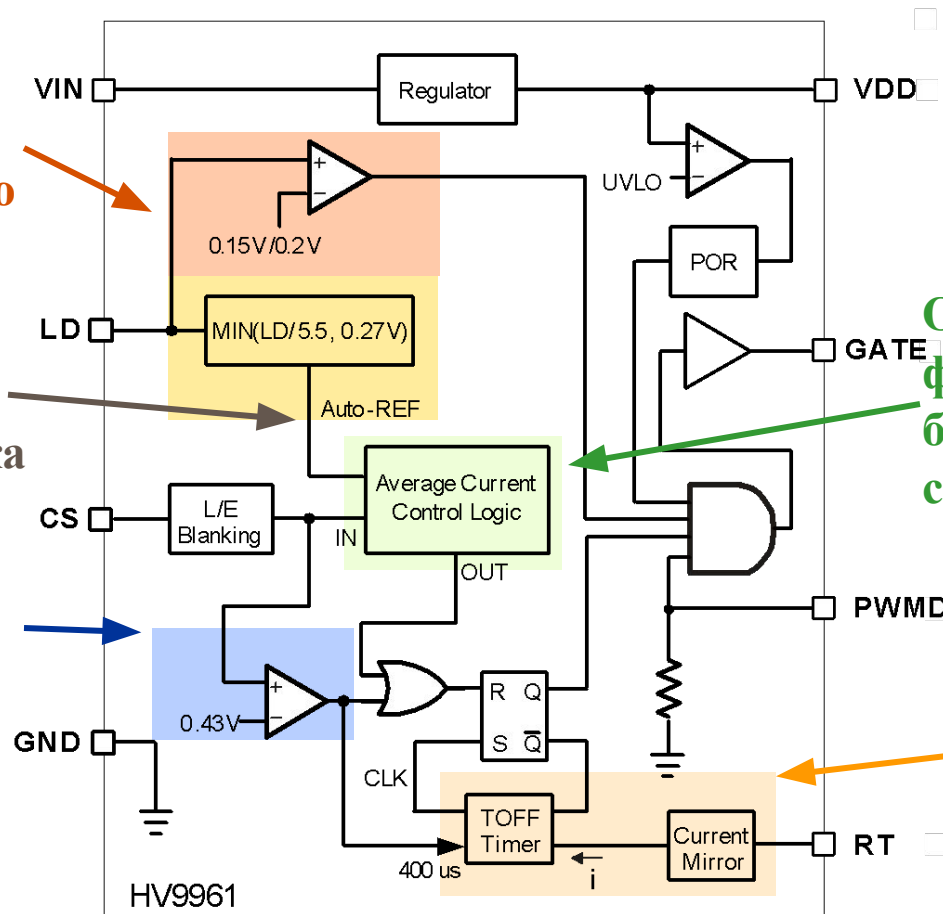 VIN
Regulator
VDD
+
−
UVLO
+
−
0.15V/0.2V
о
POR
LD
MIN(LD/5.5, 0.27V)
GATE
Auto-REF
ка
Average Current
Control Logic
CS
L/E
Blanking
IN
OUT
PWMD
+
−
0.43V
R Q
S Q̅
GND
CLK
TOFF
Timer
Current
Mirror
RT
400 us
i
HV9961